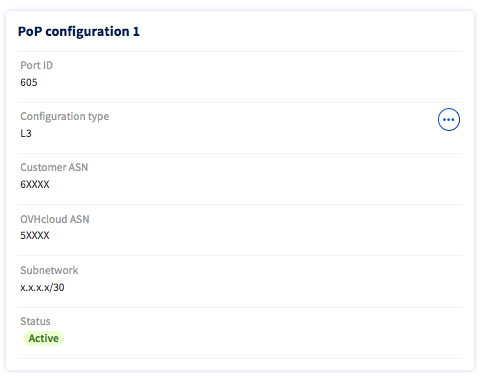 PoP configuration 1
Port ID
605
Configuration type
L3
Customer ASN
6XXXX
OVHcloud ASN
5XXXX
Subnetwork
x.x.x.x/30
Status
Active